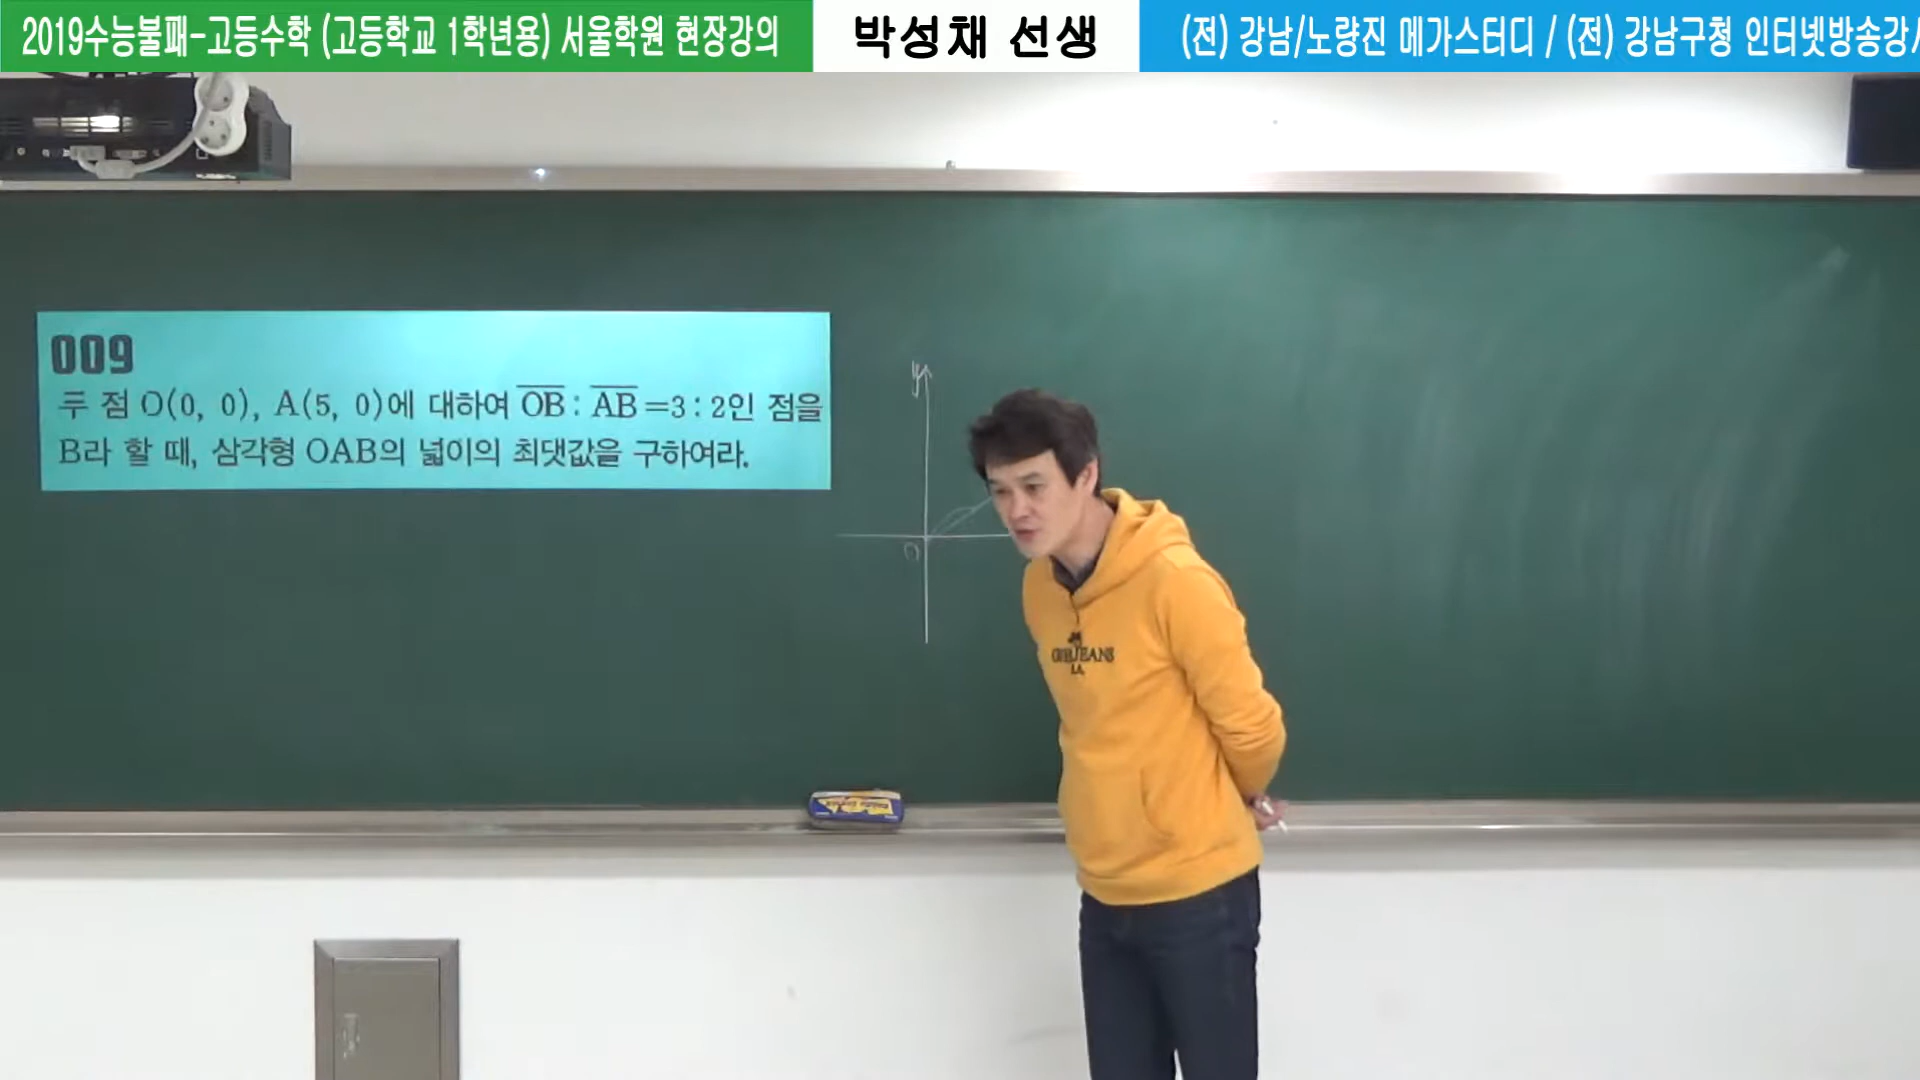 2019수능불패-고등수학 (고등학교 1학년용) 서울학원 현장강의
박성채 선생
(전) 강남/노량진 메가스터디 / (전) 강남구청 인터넷방송강사
009
두 점 O(0, 0), A(5, 0)에 대하여 OB : AB =3 : 2인 점을
B라 할 때, 삼각형 OAB의 넓이의 최댓값을 구하여라.
y
O